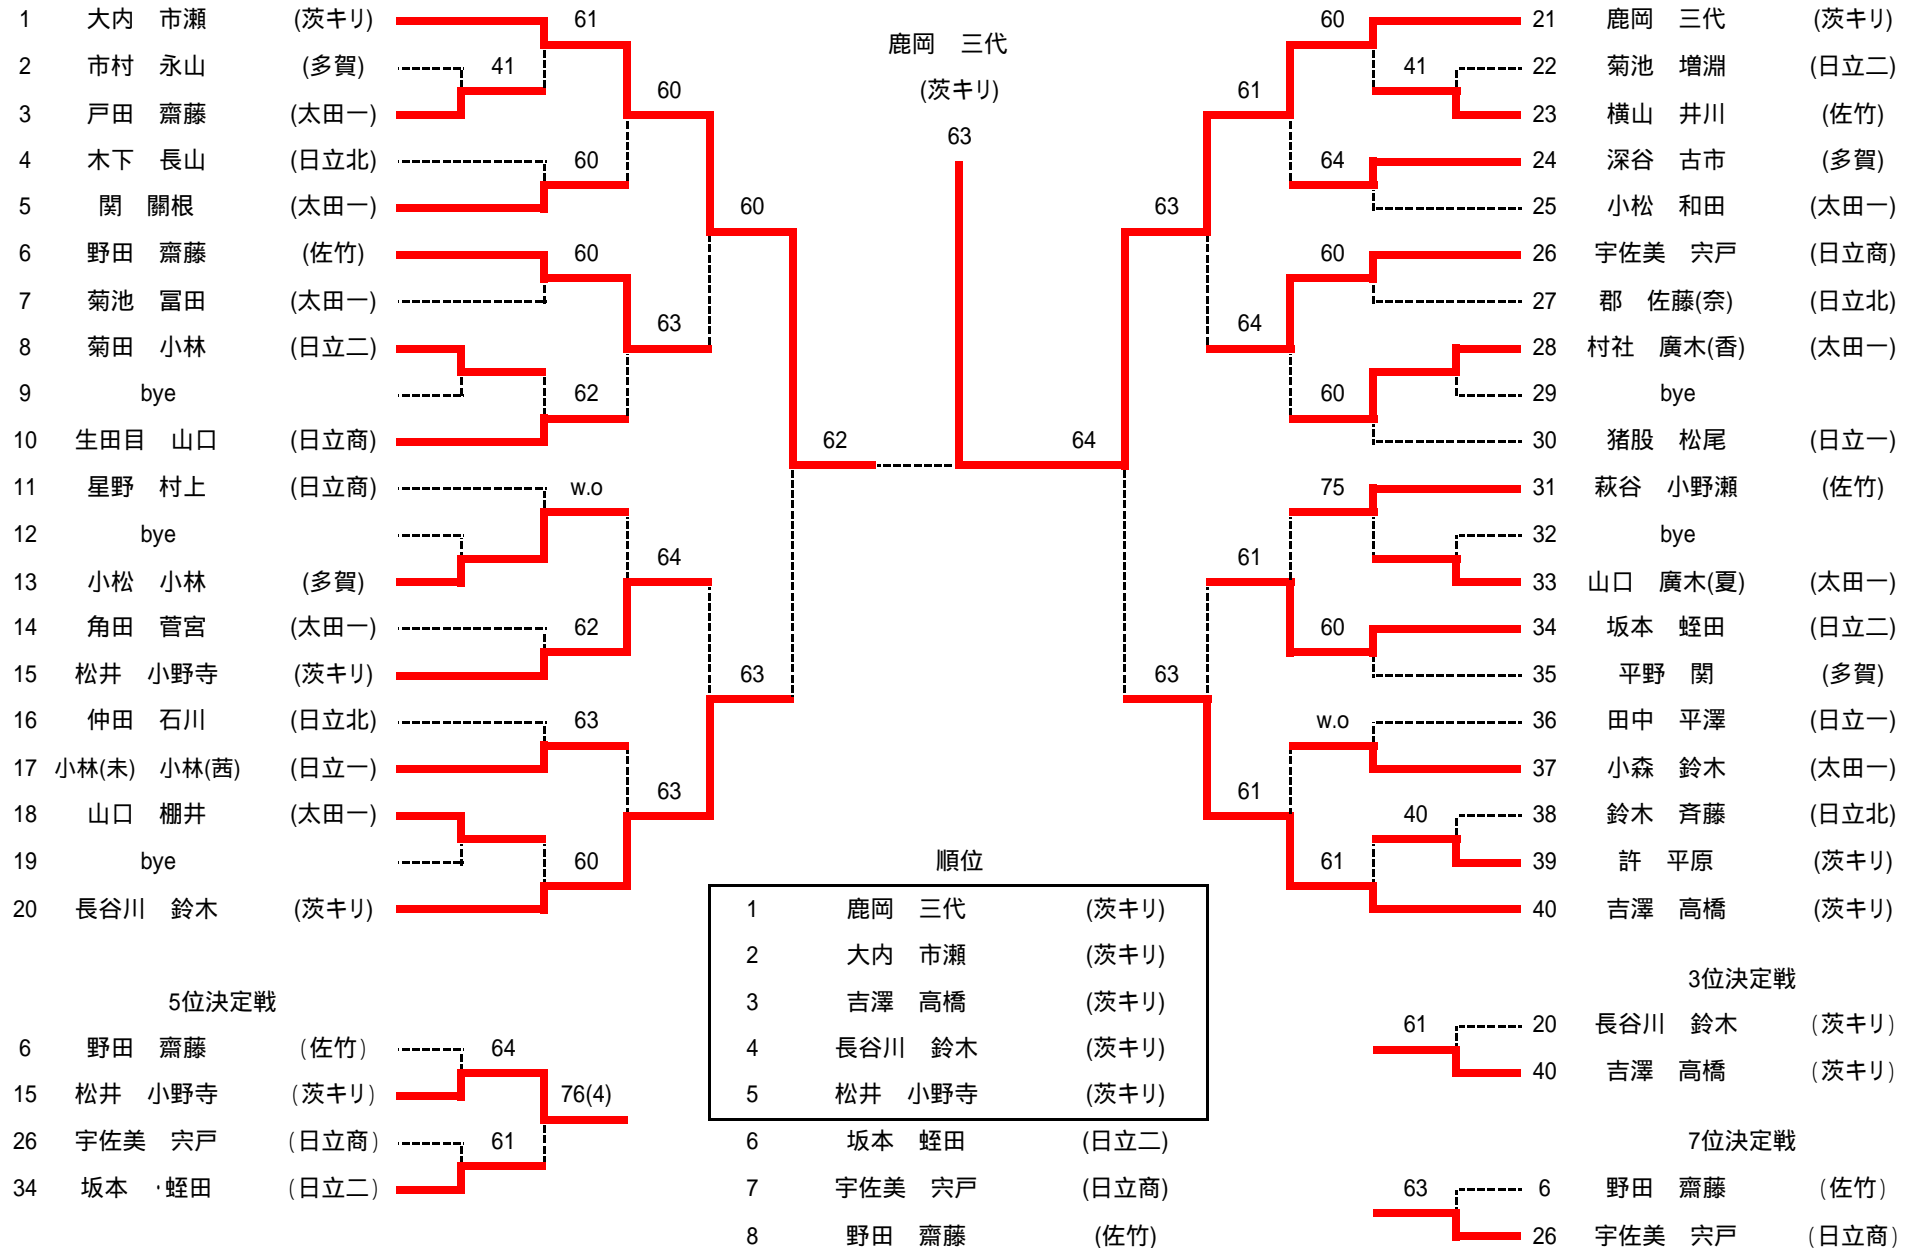 1 大内 市瀬 (茨キリ) 61 60 21 鹿岡 三代 (茨キリ)
鹿岡 三代
2 市村 永山 (多賀) 41 41 22 菊池 増淵 (日立二)
60 (茨キリ) 61
3 戸田 齋藤 (太田一) 23 横山 井川 (佐竹)
63
4 木下 長山 (日立北) 60 64 24 深谷 古市 (多賀)
5 関 關根 (太田一) 60 63 25 小松 和田 (太田一)
6 野田 齋藤 (佐竹) 60 60 26 宇佐美 宍戸 (日立商)
7 菊池 冨田 (太田一) 27 郡 佐藤(奈) (日立北)
63 64
8 菊田 小林 (日立二) 28 村社 廣木(香) (太田一)
9 bye 62 60 29 bye
10 生田目 山口 (日立商) 62 64 30 猪股 松尾 (日立一)
11 星野 村上 (日立商) w.o 75 31 萩谷 小野瀬 (佐竹)
12 bye 32 bye
64 61
13 小松 小林 (多賀) 33 山口 廣木(夏) (太田一)
14 角田 菅宮 (太田一) 62 60 34 坂本 蛭田 (日立二)
15 松井 小野寺 (茨キリ) 63 63 35 平野 関 (多賀)
16 仲田 石川 (日立北) 63 w.o 36 田中 平澤 (日立一)
17 小林(未) 小林(茜) (日立一) 37 小森 鈴木 (太田一)
63 61
18 山口 棚井 (太田一) 40 38 鈴木 斉藤 (日立北)
19 bye 60 順位 61 39 許 平原 (茨キリ)
20 長谷川 鈴木 (茨キリ) 1 鹿岡 三代 (茨キリ) 40 吉澤 高橋 (茨キリ)
2 大内 市瀬 (茨キリ)
3位決定戦
5位決定戦 3 吉澤 高橋 (茨キリ)
61 20 長谷川 鈴木 (茨キリ)
6 野田 齋藤 (佐竹) 64 4 長谷川 鈴木 (茨キリ)
40 吉澤 高橋 (茨キリ)
15 松井 小野寺 (茨キリ) 76(4) 5 松井 小野寺 (茨キリ)
26 宇佐美 宍戸 (日立商) 61 6 坂本 蛭田 (日立二) 7位決定戦
34 坂本 ・蛭田 (日立二) 7 宇佐美 宍戸 (日立商) 63 6 野田 齋藤 (佐竹)
8 野田 齋藤 (佐竹) 26 宇佐美 宍戸 (日立商)